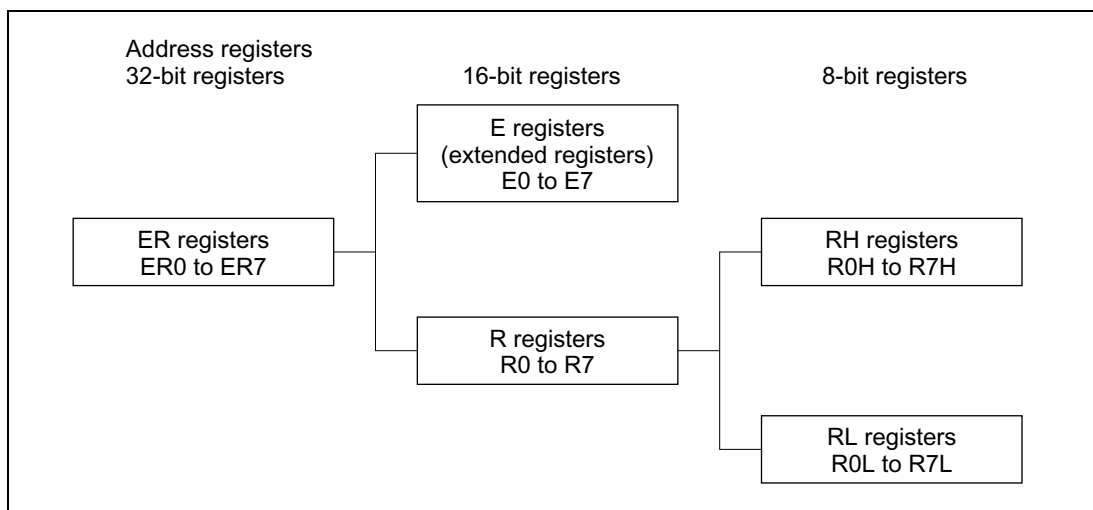 Address registers
32-bit registers
16-bit registers
8-bit registers
E registers
(extended registers)
E0 to E7
ER registers
ER0 to ER7
RH registers
R0H to R7H
R registers
R0 to R7
RL registers
R0L to R7L